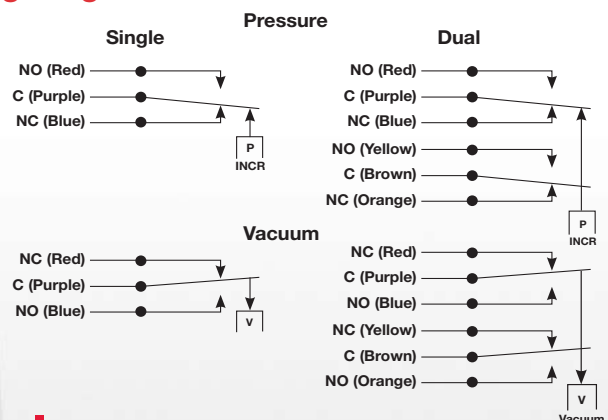 Pressure
Single
NO (Red)
C (Purple)
NC (Blue)
P
INCR
Dual
NO (Red)
C (Purple)
NC (Blue)
NO (Yellow)
C (Brown)
NC (Orange)
P
INCR
Vacuum
NC (Red)
C (Purple)
NO (Blue)
V
NC (Red)
C (Purple)
NO (Blue)
NC (Yellow)
C (Brown)
NO (Orange)
V
Vacuum